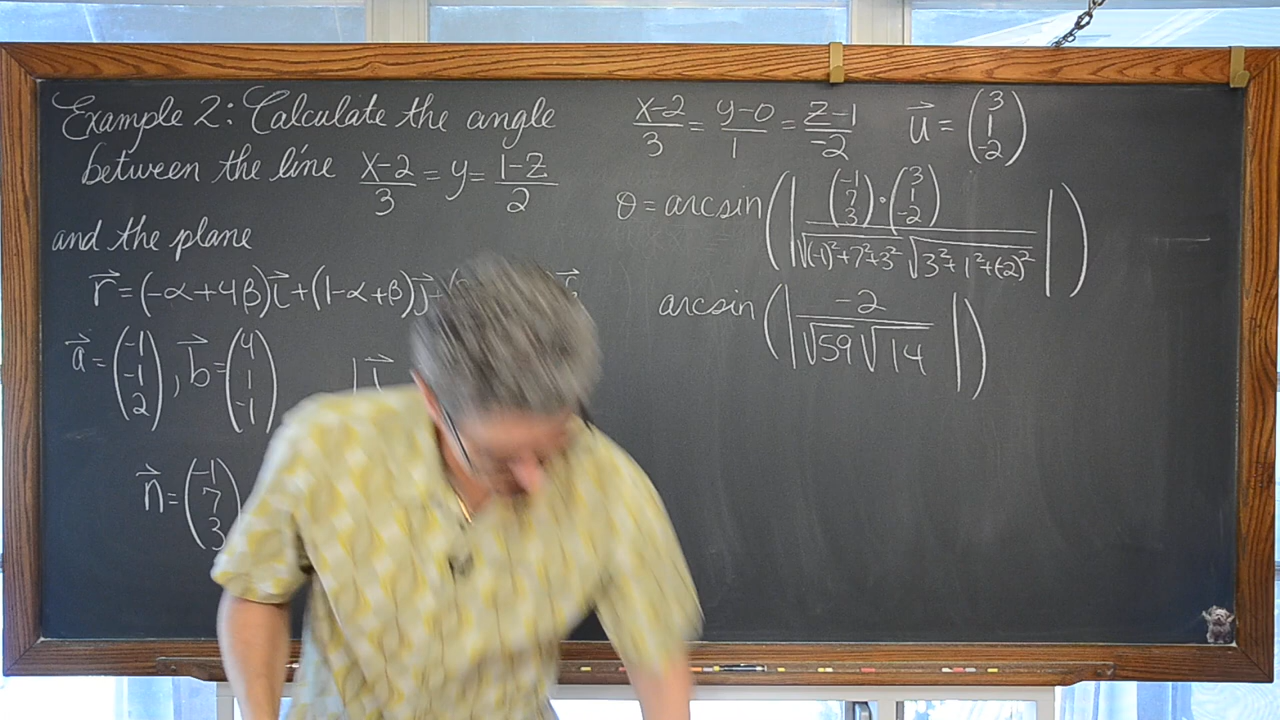 Example 2: Calculate the angle
between the line (x-2)/3 = y = (1-z)/2
and the plane
r⃗ = (-α+4β)i⃗ + (1-α+β)j⃗ +
a⃗ = (-1 -1 2), b⃗ = (4 1 -1)
n⃗ = (-1 7 3)
(x-2)/3 = (y-0)/1 = (z-1)/-2 u⃗ = (3 1 -2)
θ = arcsin(|(-1 7 3)·(3 1 -2) / √((-1)²+7²+3²) √(3²+1²+(-2)²)|)
arcsin(|-2 / √59 √14|)